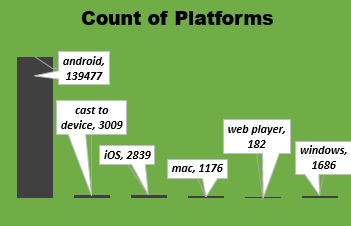 Count of Platforms
android,
139477
cast to
device, 3009
iOS, 2839
mac, 1176
web player,
182
windows,
1686